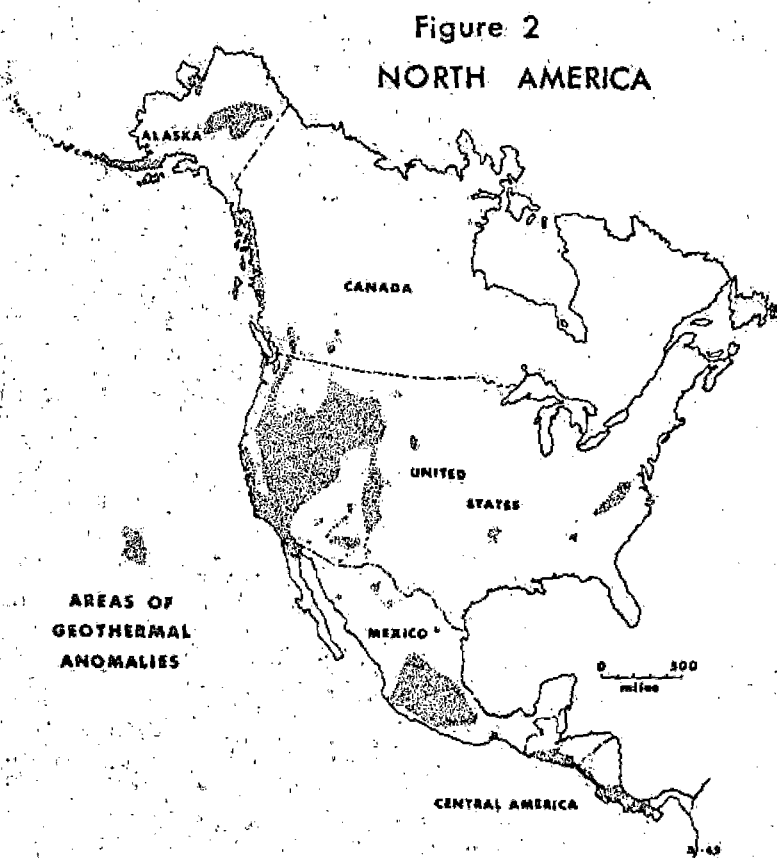 Figure 2
NORTH AMERICA
ALASKA
CANADA
UNITED
STATES
AREAS OF
GEOTHERMAL
ANOMALIES
MEXICO
0 500
miles
CENTRAL AMERICA